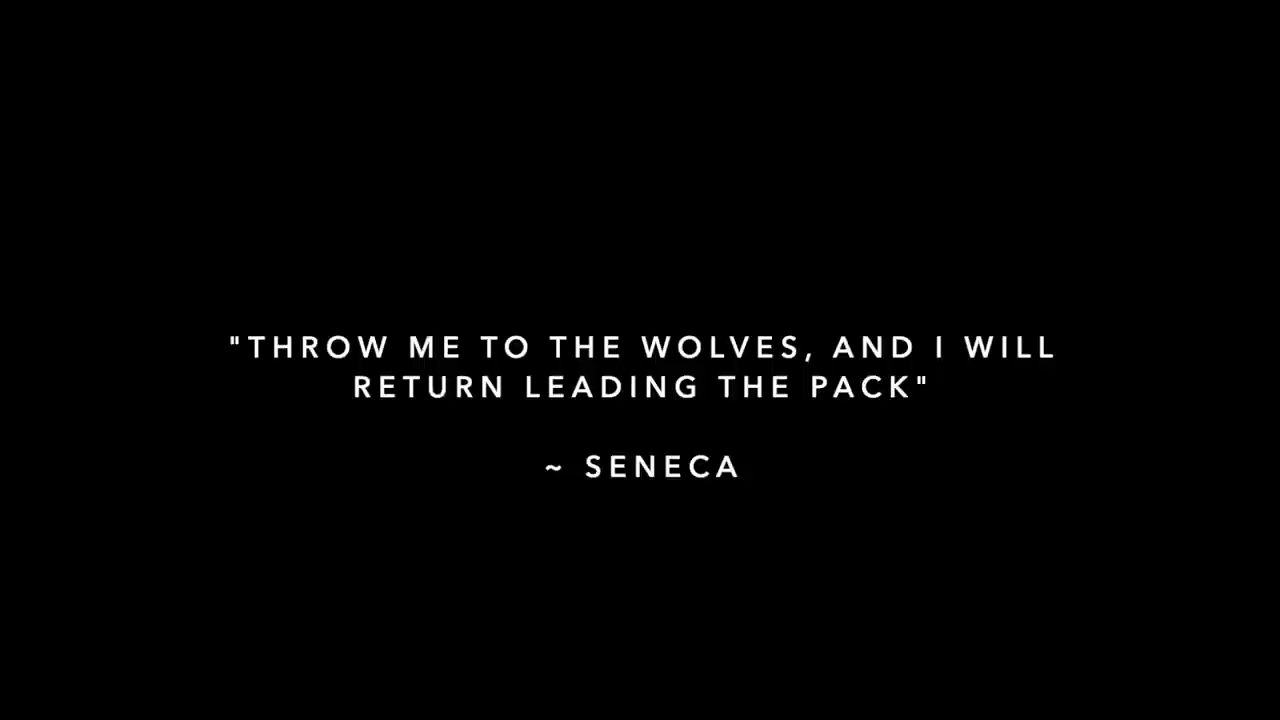 "THROW ME TO THE WOLVES, AND I WILL
RETURN LEADING THE PACK"
~ SENECA